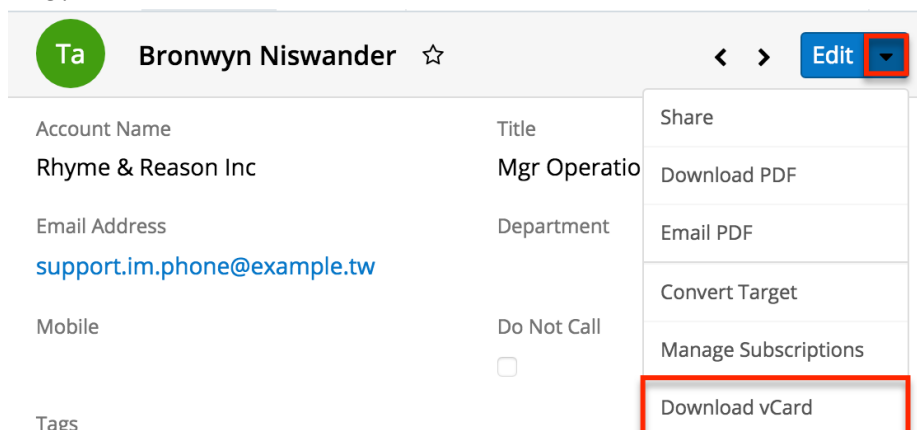 Ta Bronwyn Niswander Edit
Account Name
Rhyme & Reason Inc
Email Address
support.im.phone@example.tw
Mobile
Tags
Title
Mgr Operatio
Department
Do Not Call
Share
Download PDF
Email PDF
Convert Target
Manage Subscriptions
Download vCard